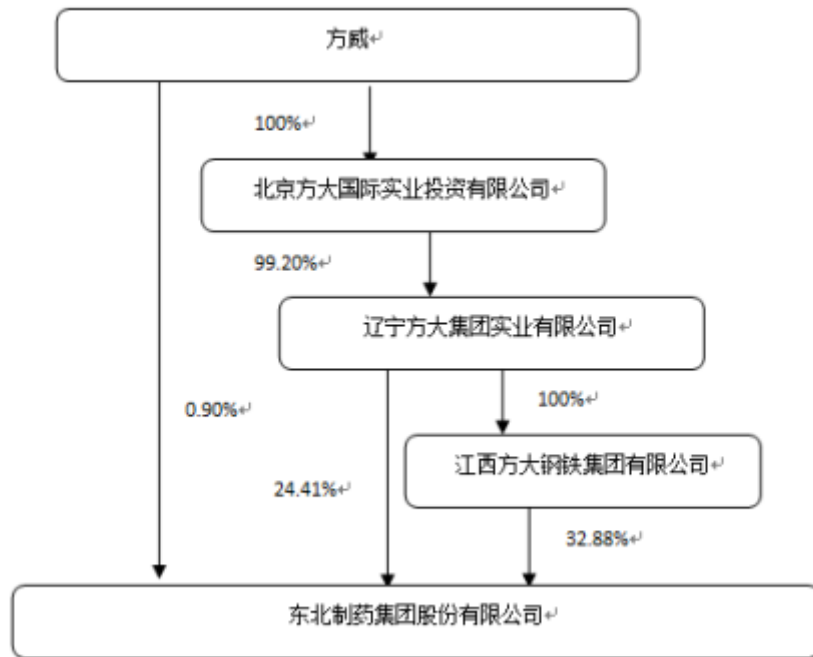 方威↵
100%↵
北京方大国际实业投资有限公司↵
99.20%↵
辽宁方大集团实业有限公司↵
100%↵
0.90%↵
江西方大钢铁集团有限公司↵
24.41%↵
32.88%↵
东北制药集团股份有限公司↵